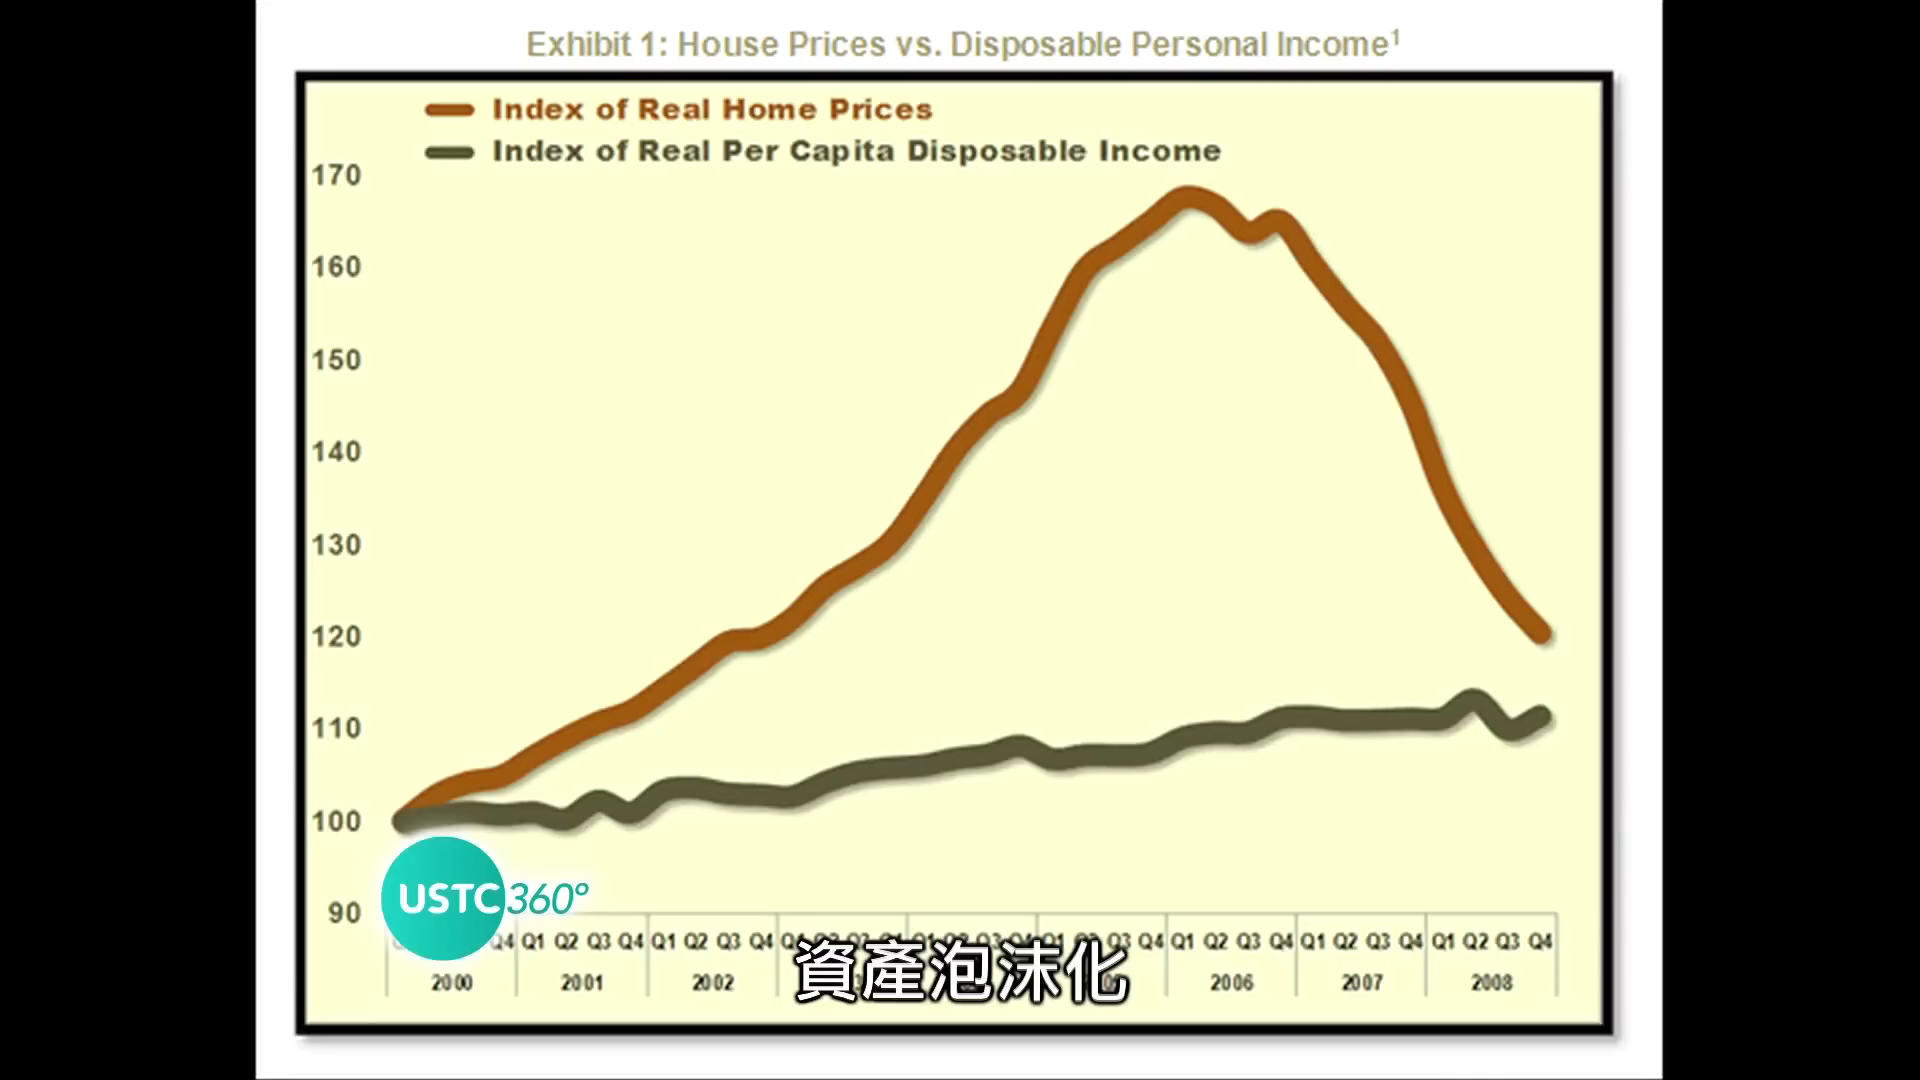 Exhibit 1: House Prices vs. Disposable Personal Income¹
Index of Real Home Prices
Index of Real Per Capita Disposable Income
170
160
150
140
130
120
110
100
90
USTC360°
Q4 Q1 Q2 Q3 Q4 Q1 Q2 Q3 Q4 Q3 Q4 Q1 Q2 Q3 Q4 Q1 Q2 Q3 Q4 Q1 Q2 Q3 Q4
2000 2001 2002 2006 2007 2008
資產泡沫化